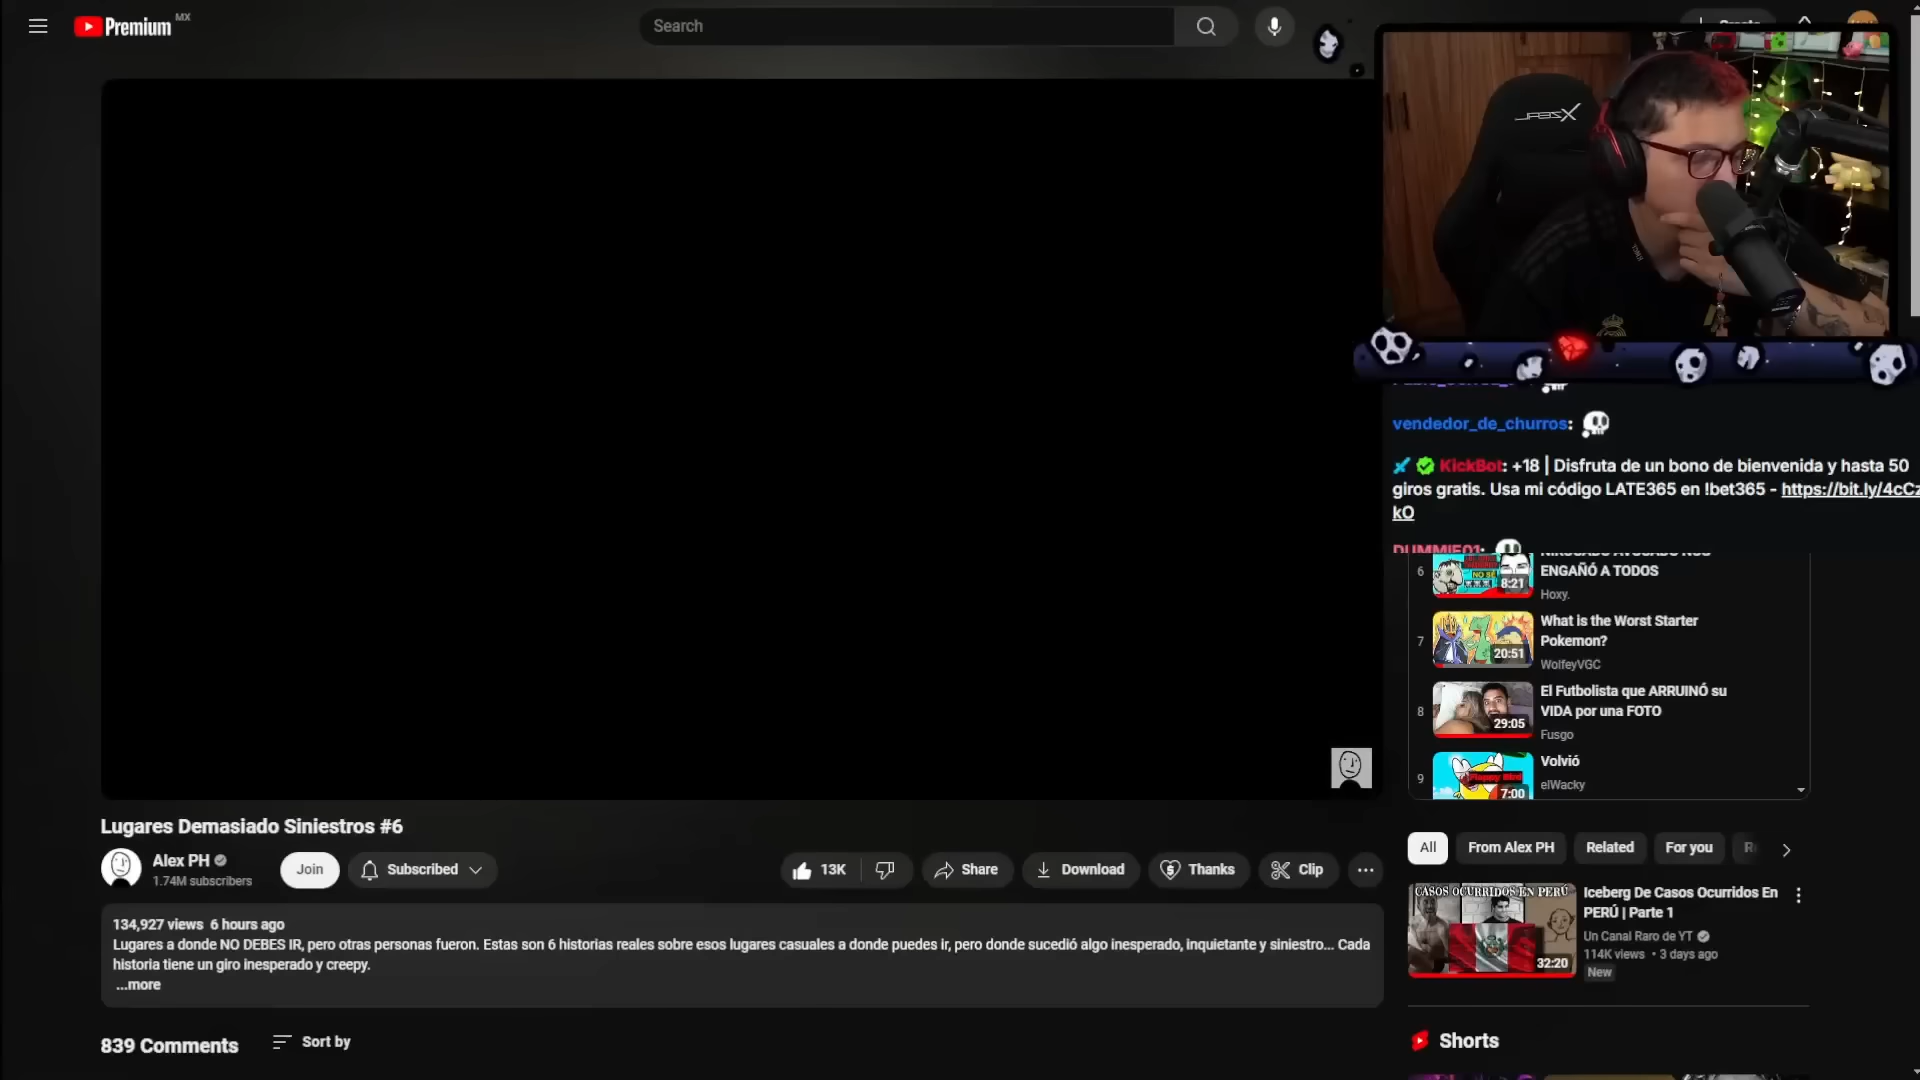 Premium MX
Search
Create
vendedor_de_churros:
KickBot: +18 | Disfruta de un bono de bienvenida y hasta 50
giros gratis. Usa mi código LATE365 en !bet365 - https://bit.ly/4cCz
kO
DUMMIE01:
6
ENGAÑÓ A TODOS
8:21
Hoxy.
7
What is the Worst Starter
Pokemon?
20:51
WolfeyVGC
8
El Futbolista que ARRUINÓ su
VIDA por una FOTO
29:05
Fusgo
9
Volvió
elWacky
7:00
Lugares Demasiado Siniestros #6
Alex PH
1.74M subscribers
Join
Subscribed
13K
Share
Download
Thanks
Clip
134,927 views 6 hours ago
Lugares a donde NO DEBES IR, pero otras personas fueron. Estas son 6 historias reales sobre esos lugares casuales a donde puedes ir, pero donde sucedió algo inesperado, inquietante y siniestro... Cada
historia tiene un giro inesperado y creepy.
...more
839 Comments
Sort by
All
From Alex PH
Related
For you
CASOS OCURRIDOS EN PERÚ
32:20
Iceberg De Casos Ocurridos En
PERÚ | Parte 1
Un Canal Raro de YT
114K views • 3 days ago
New
Shorts